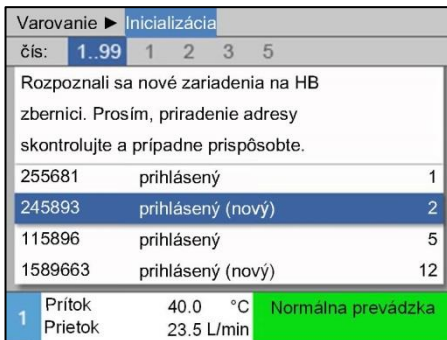 Varovanie ► Inicializácia
čís: 1..99 1 2 3 5
Rozpoznali sa nové zariadenia na HB
zbernici. Prosím, priradenie adresy
skontrolujte a prípadne prispôsobte.
255681 prihlásený 1
245893 prihlásený (nový) 2
115896 prihlásený 5
1589663 prihlásený (nový) 12
1 Prítok 40.0 °C Normálna prevádzka
Prietok 23.5 L/min